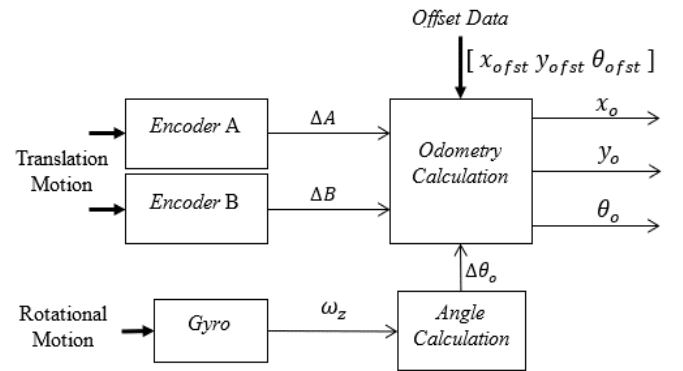 Offset Data
[ x_ofst y_ofst θ_ofst ]
Encoder A
ΔA
x_o
Translation
Motion
Odometry
Calculation
y_o
Encoder B
ΔB
θ_o
Δθ_o
Rotational
Motion
Gyro
ω_z
Angle
Calculation